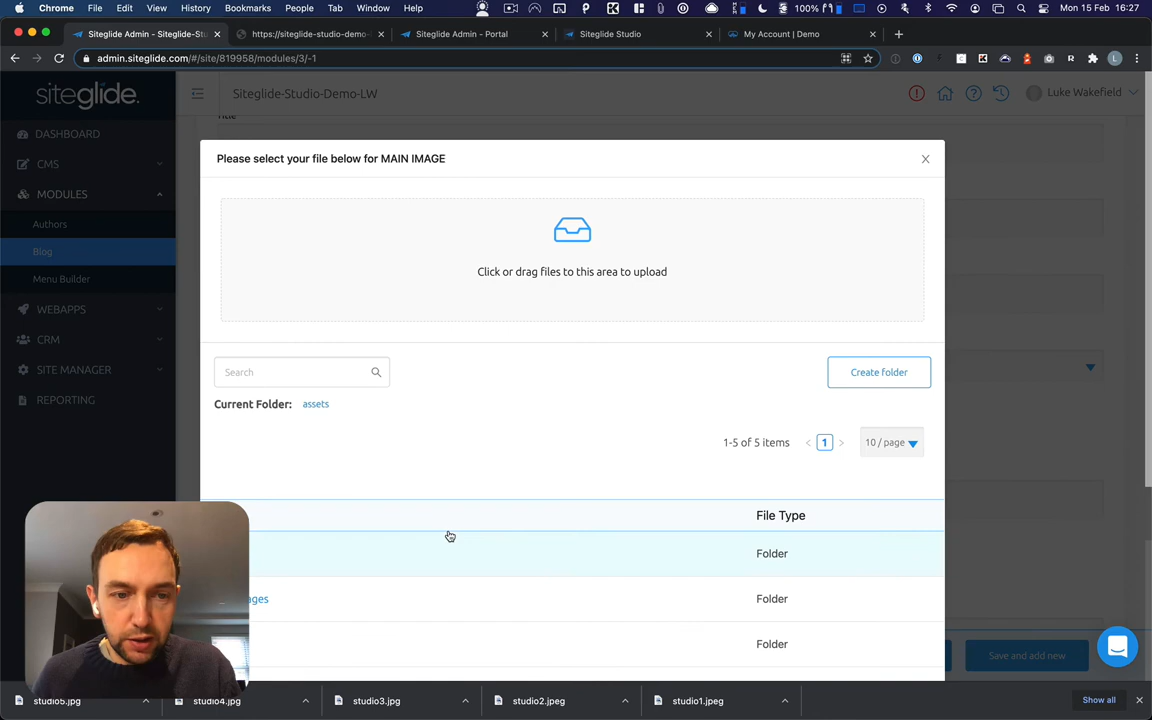 Chrome File Edit View History Bookmarks People Tab Window Help 100% Mon 15 Feb 16:27
Siteglide Admin - Siteglide-Stu https://siteglide-studio-demo- Siteglide Admin - Portal Siteglide Studio My Account | Demo
admin.siteglide.com/#/site/819958/modules/3/-1
siteglide. Siteglide-Studio-Demo-LW Luke Wakefield
Title
DASHBOARD
CMS
MODULES
Authors
Blog
Menu Builder
WEBAPPS
CRM
SITE MANAGER
REPORTING
Please select your file below for MAIN IMAGE
Click or drag files to this area to upload
Search Create folder
Current Folder: assets
1-5 of 5 items 1 10 / page
File Type
Folder
ages Folder
Folder
Save and add new
studio5.jpg studio4.jpg studio3.jpg studio2.jpeg studio1.jpeg Show all